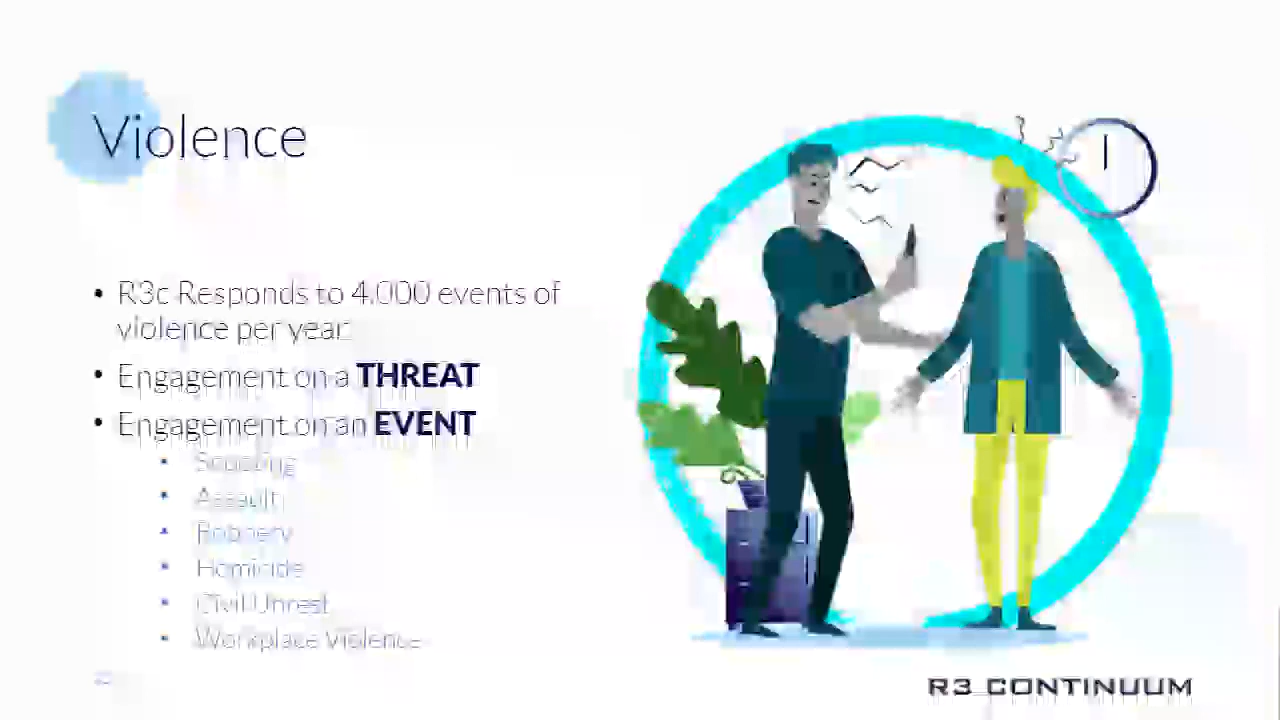 Violence
• R3c Responds to 4,000 events of
violence per year.
• Engagement on a THREAT
• Engagement on an EVENT
• Shooting
• Assault
• Robbery
• Homicide
• Civil Unrest
• Workplace Violence
R3 CONTINUUM